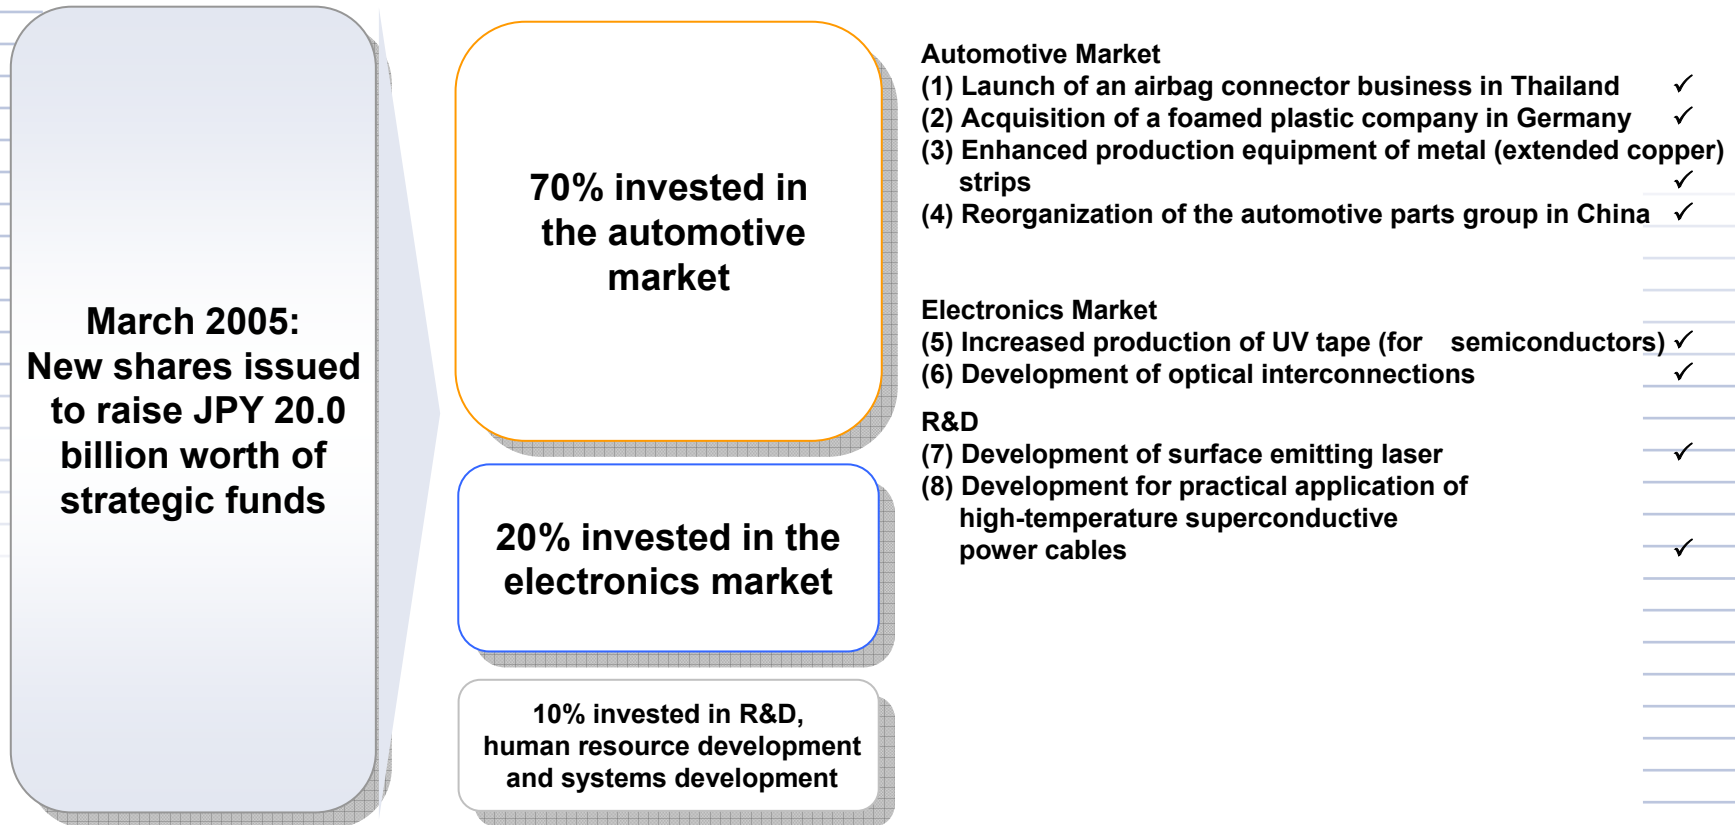 March 2005:
New shares issued
to raise JPY 20.0
billion worth of
strategic funds
70% invested in
the automotive
market
20% invested in the
electronics market
10% invested in R&D,
human resource development
and systems development
Automotive Market
(1) Launch of an airbag connector business in Thailand ✓
(2) Acquisition of a foamed plastic company in Germany ✓
(3) Enhanced production equipment of metal (extended copper)
strips ✓
(4) Reorganization of the automotive parts group in China ✓
Electronics Market
(5) Increased production of UV tape (for semiconductors) ✓
(6) Development of optical interconnections ✓
R&D
(7) Development of surface emitting laser ✓
(8) Development for practical application of
high-temperature superconductive
power cables ✓